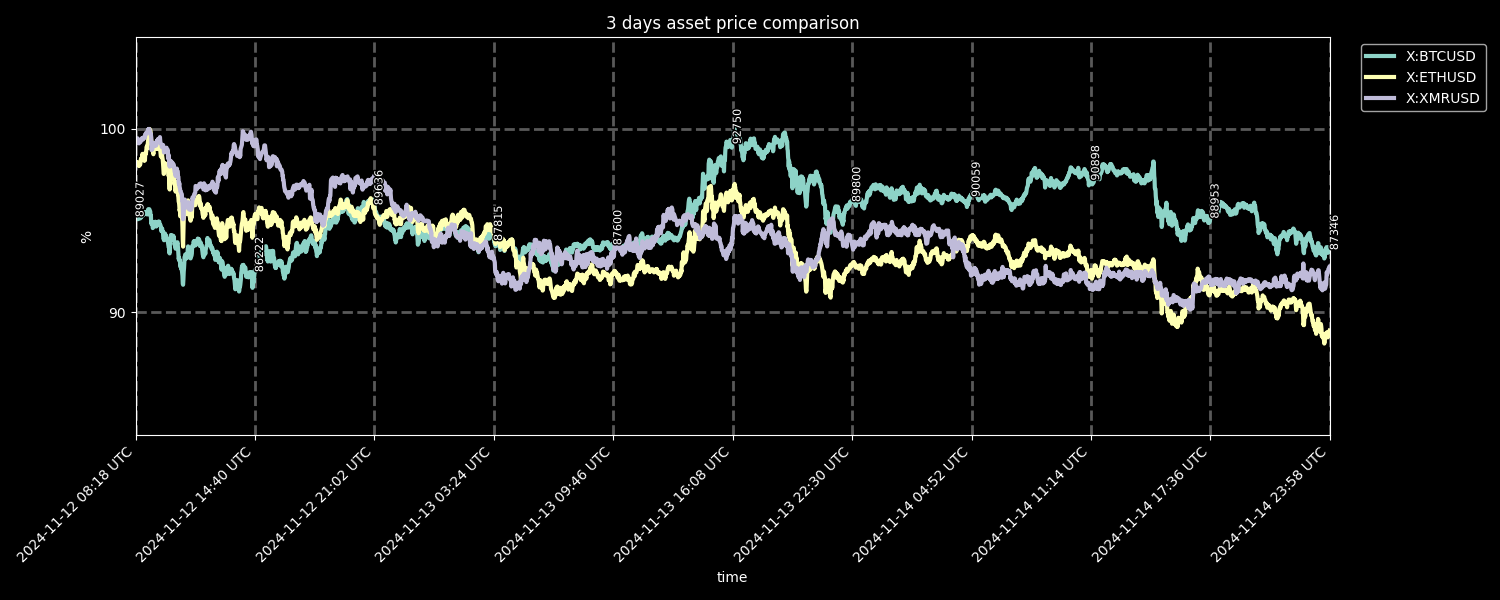 3 days asset price comparison
X:BTCUSD
X:ETHUSD
X:XMRUSD
100
90
%
89027
86222
89636
87815
87600
92750
89800
90059
90898
88953
87346
2024-11-12 08:18 UTC
2024-11-12 14:40 UTC
2024-11-12 21:02 UTC
2024-11-13 03:24 UTC
2024-11-13 09:46 UTC
2024-11-13 16:08 UTC
2024-11-13 22:30 UTC
2024-11-14 04:52 UTC
2024-11-14 11:14 UTC
2024-11-14 17:36 UTC
2024-11-14 23:58 UTC
time